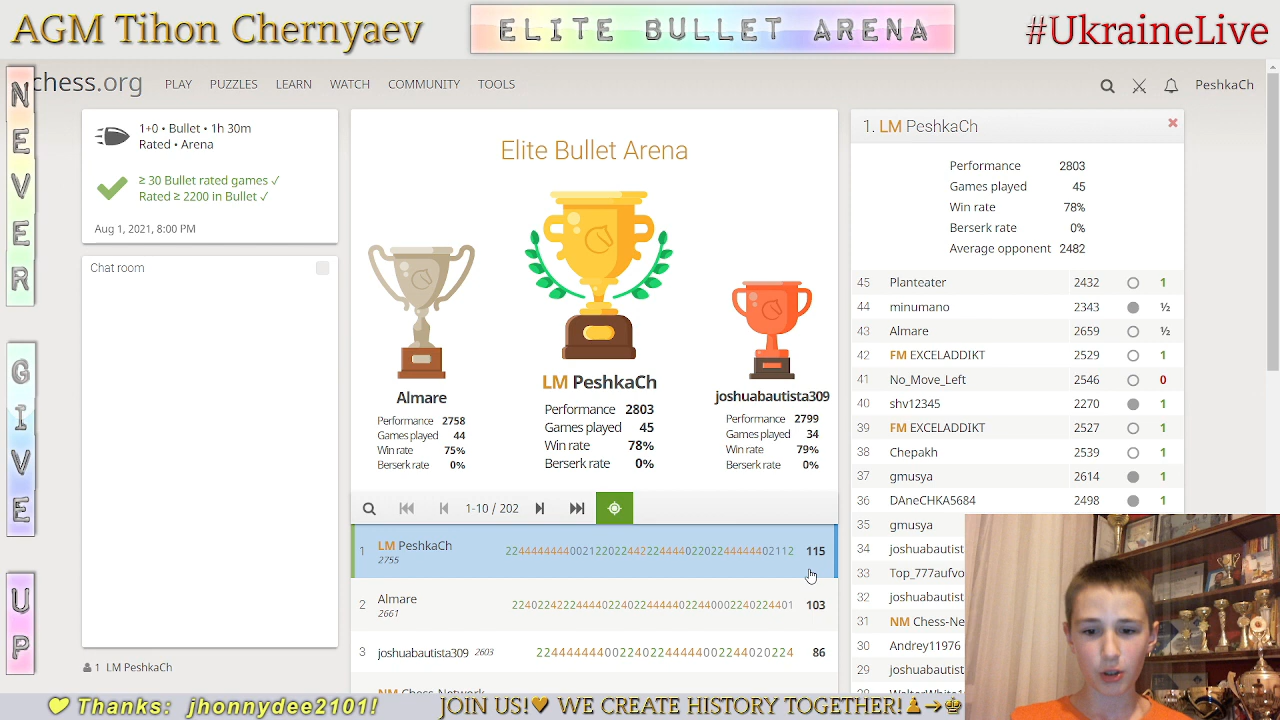 AGM Tihon Chernyaev
ELITE BULLET ARENA
#UkraineLive
NEVER
GIVE
UP
chess.org
PLAY PUZZLES LEARN WATCH COMMUNITY TOOLS
PeshkaCh
1+0 • Bullet • 1h 30m
Rated • Arena
≥ 30 Bullet rated games ✓
Rated ≥ 2200 in Bullet ✓
Aug 1, 2021, 8:00 PM
Chat room
1 LM PeshkaCh
Elite Bullet Arena
Almare
Performance 2758
Games played 44
Win rate 75%
Berserk rate 0%
LM PeshkaCh
Performance 2803
Games played 45
Win rate 78%
Berserk rate 0%
joshuabautista309
Performance 2799
Games played 34
Win rate 79%
Berserk rate 0%
1-10 / 202
1 LM PeshkaCh 2755 115
2 Almare 2661 103
3 joshuabautista309 2603 86
NM Chess-Network
1. LM PeshkaCh
Performance 2803
Games played 45
Win rate 78%
Berserk rate 0%
Average opponent 2482
45 Planteater 2432 1
44 minumano 2343 ½
43 Almare 2659 ½
42 FM EXCELADDIKT 2529 1
41 No_Move_Left 2546 0
40 shv12345 2270 1
39 FM EXCELADDIKT 2527 1
38 Chepakh 2539 1
37 gmusya 2614 1
36 DAneCHKA5684 2498 1
35 gmusya
34 joshuabautis
33 Top_777aufvo
32 joshuabautis
31 NM Chess-Ne
30 Andrey11976
29 joshuabautis
Thanks: jhonnydee2101!
JOIN US! WE CREATE HISTORY TOGETHER!